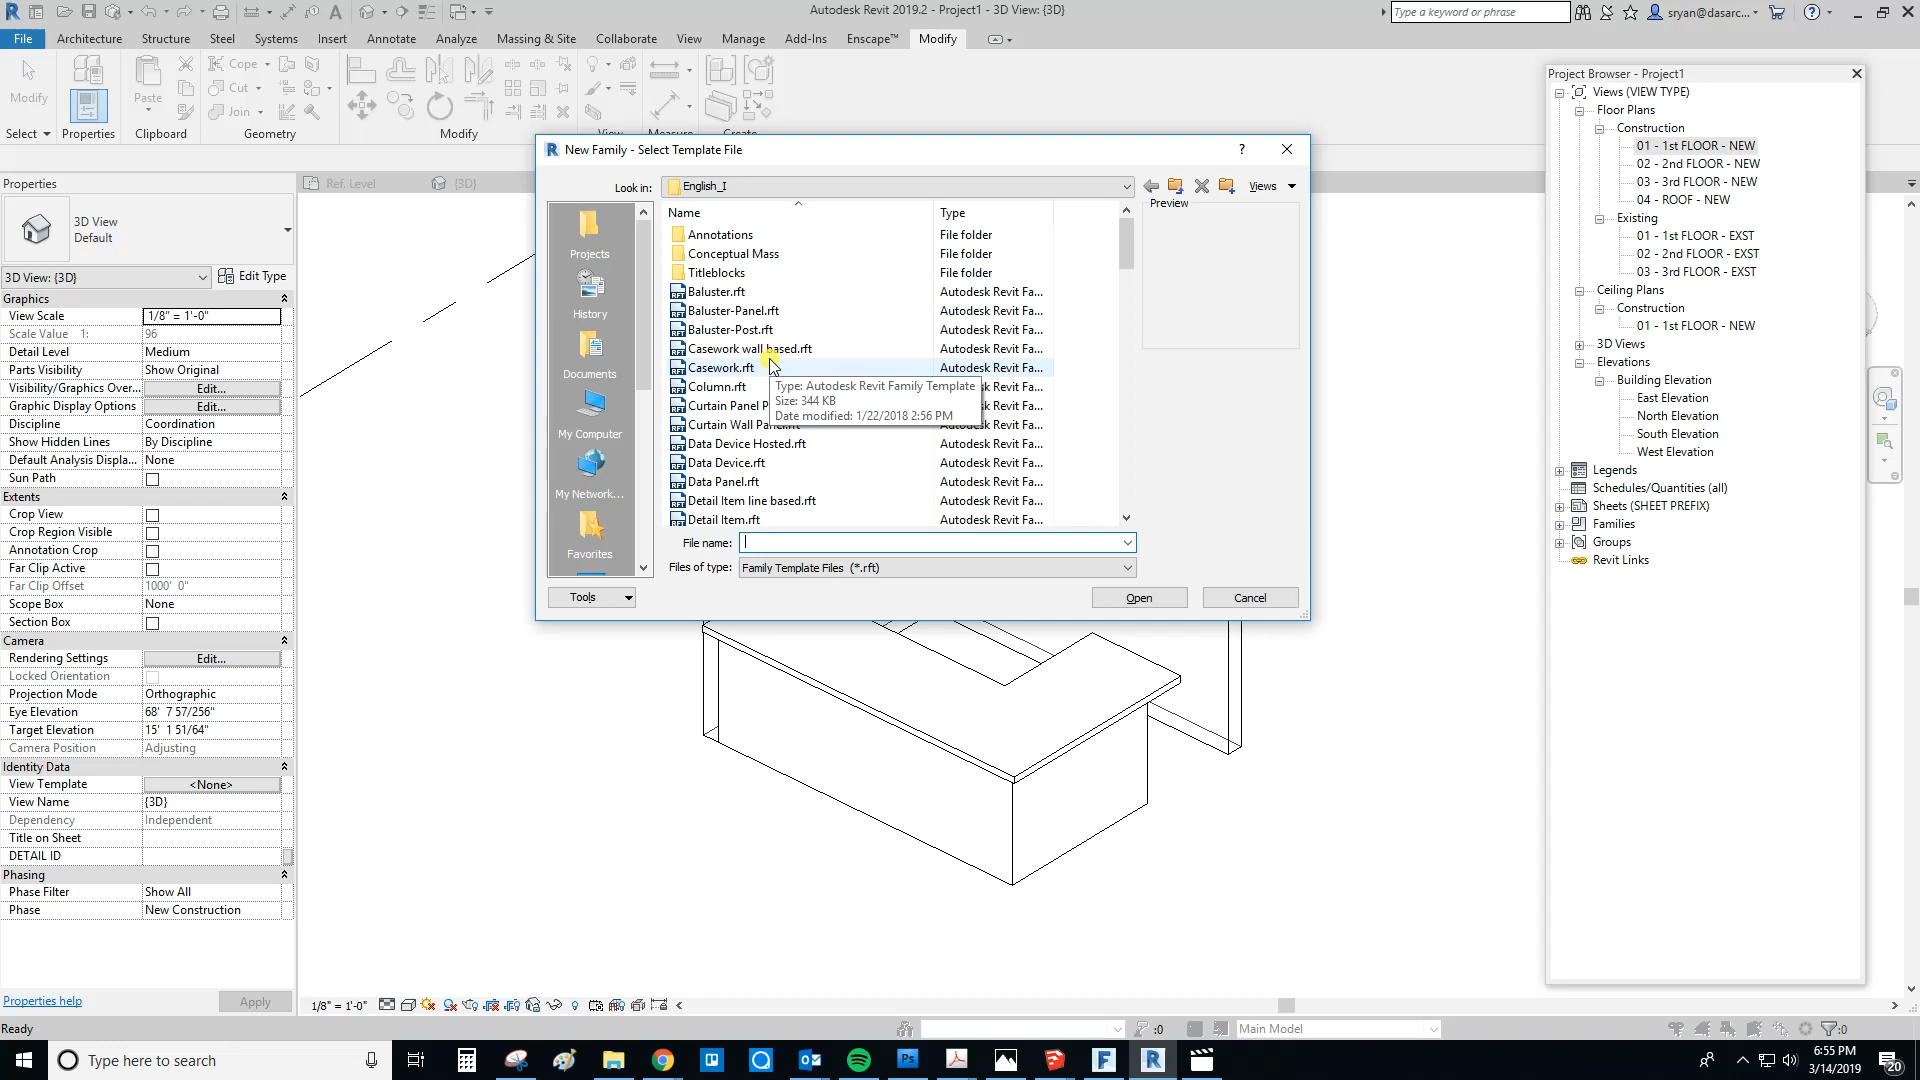 Autodesk Revit 2019.2 - Project1 - 3D View: {3D}
Type a keyword or phrase
sryan@dasarc...
File
Architecture
Structure
Steel
Systems
Insert
Annotate
Analyze
Massing & Site
Collaborate
View
Manage
Add-Ins
Enscape™
Modify
Modify
Paste
Cope
Cut
Join
Select
Properties
Clipboard
Geometry
Modify
View
Measure
Create
Properties
Ref. Level
{3D}
3D View
Default
3D View: {3D}
Edit Type
Graphics
View Scale 1/8" = 1'-0"
Scale Value 1: 96
Detail Level Medium
Parts Visibility Show Original
Visibility/Graphics Over... Edit...
Graphic Display Options Edit...
Discipline Coordination
Show Hidden Lines By Discipline
Default Analysis Displa... None
Sun Path
Extents
Crop View
Crop Region Visible
Annotation Crop
Far Clip Active
Far Clip Offset 1000' 0"
Scope Box None
Section Box
Camera
Rendering Settings Edit...
Locked Orientation
Projection Mode Orthographic
Eye Elevation 68' 7 57/256"
Target Elevation 15' 1 51/64"
Camera Position Adjusting
Identity Data
View Template <None>
View Name {3D}
Dependency Independent
Title on Sheet
DETAIL ID
Phasing
Phase Filter Show All
Phase New Construction
Properties help
Apply
New Family - Select Template File
Look in: English_I
Views
Projects
History
Documents
My Computer
My Network...
Favorites
Name Type
Annotations File folder
Conceptual Mass File folder
Titleblocks File folder
Baluster.rft Autodesk Revit Fa...
Baluster-Panel.rft Autodesk Revit Fa...
Baluster-Post.rft Autodesk Revit Fa...
Casework wall based.rft Autodesk Revit Fa...
Casework.rft Autodesk Revit Fa...
Column.rft
Curtain Panel P
Curtain Wall Panel.rft Autodesk Revit Fa...
Data Device Hosted.rft Autodesk Revit Fa...
Data Device.rft Autodesk Revit Fa...
Data Panel.rft Autodesk Revit Fa...
Detail Item line based.rft Autodesk Revit Fa...
Detail Item.rft Autodesk Revit Fa...
Type: Autodesk Revit Family Template
Size: 344 KB
Date modified: 1/22/2018 2:56 PM
Preview
File name:
Files of type: Family Template Files (*.rft)
Tools
Open
Cancel
Project Browser - Project1
Views (VIEW TYPE)
Floor Plans
Construction
01 - 1st FLOOR - NEW
02 - 2nd FLOOR - NEW
03 - 3rd FLOOR - NEW
04 - ROOF - NEW
Existing
01 - 1st FLOOR - EXST
02 - 2nd FLOOR - EXST
03 - 3rd FLOOR - EXST
Ceiling Plans
Construction
01 - 1st FLOOR - NEW
3D Views
Elevations
Building Elevation
East Elevation
North Elevation
South Elevation
West Elevation
Legends
Schedules/Quantities (all)
Sheets (SHEET PREFIX)
Families
Groups
Revit Links
1/8" = 1'-0"
Ready
:0
Main Model
:0
Type here to search
6:55 PM
3/14/2019
20